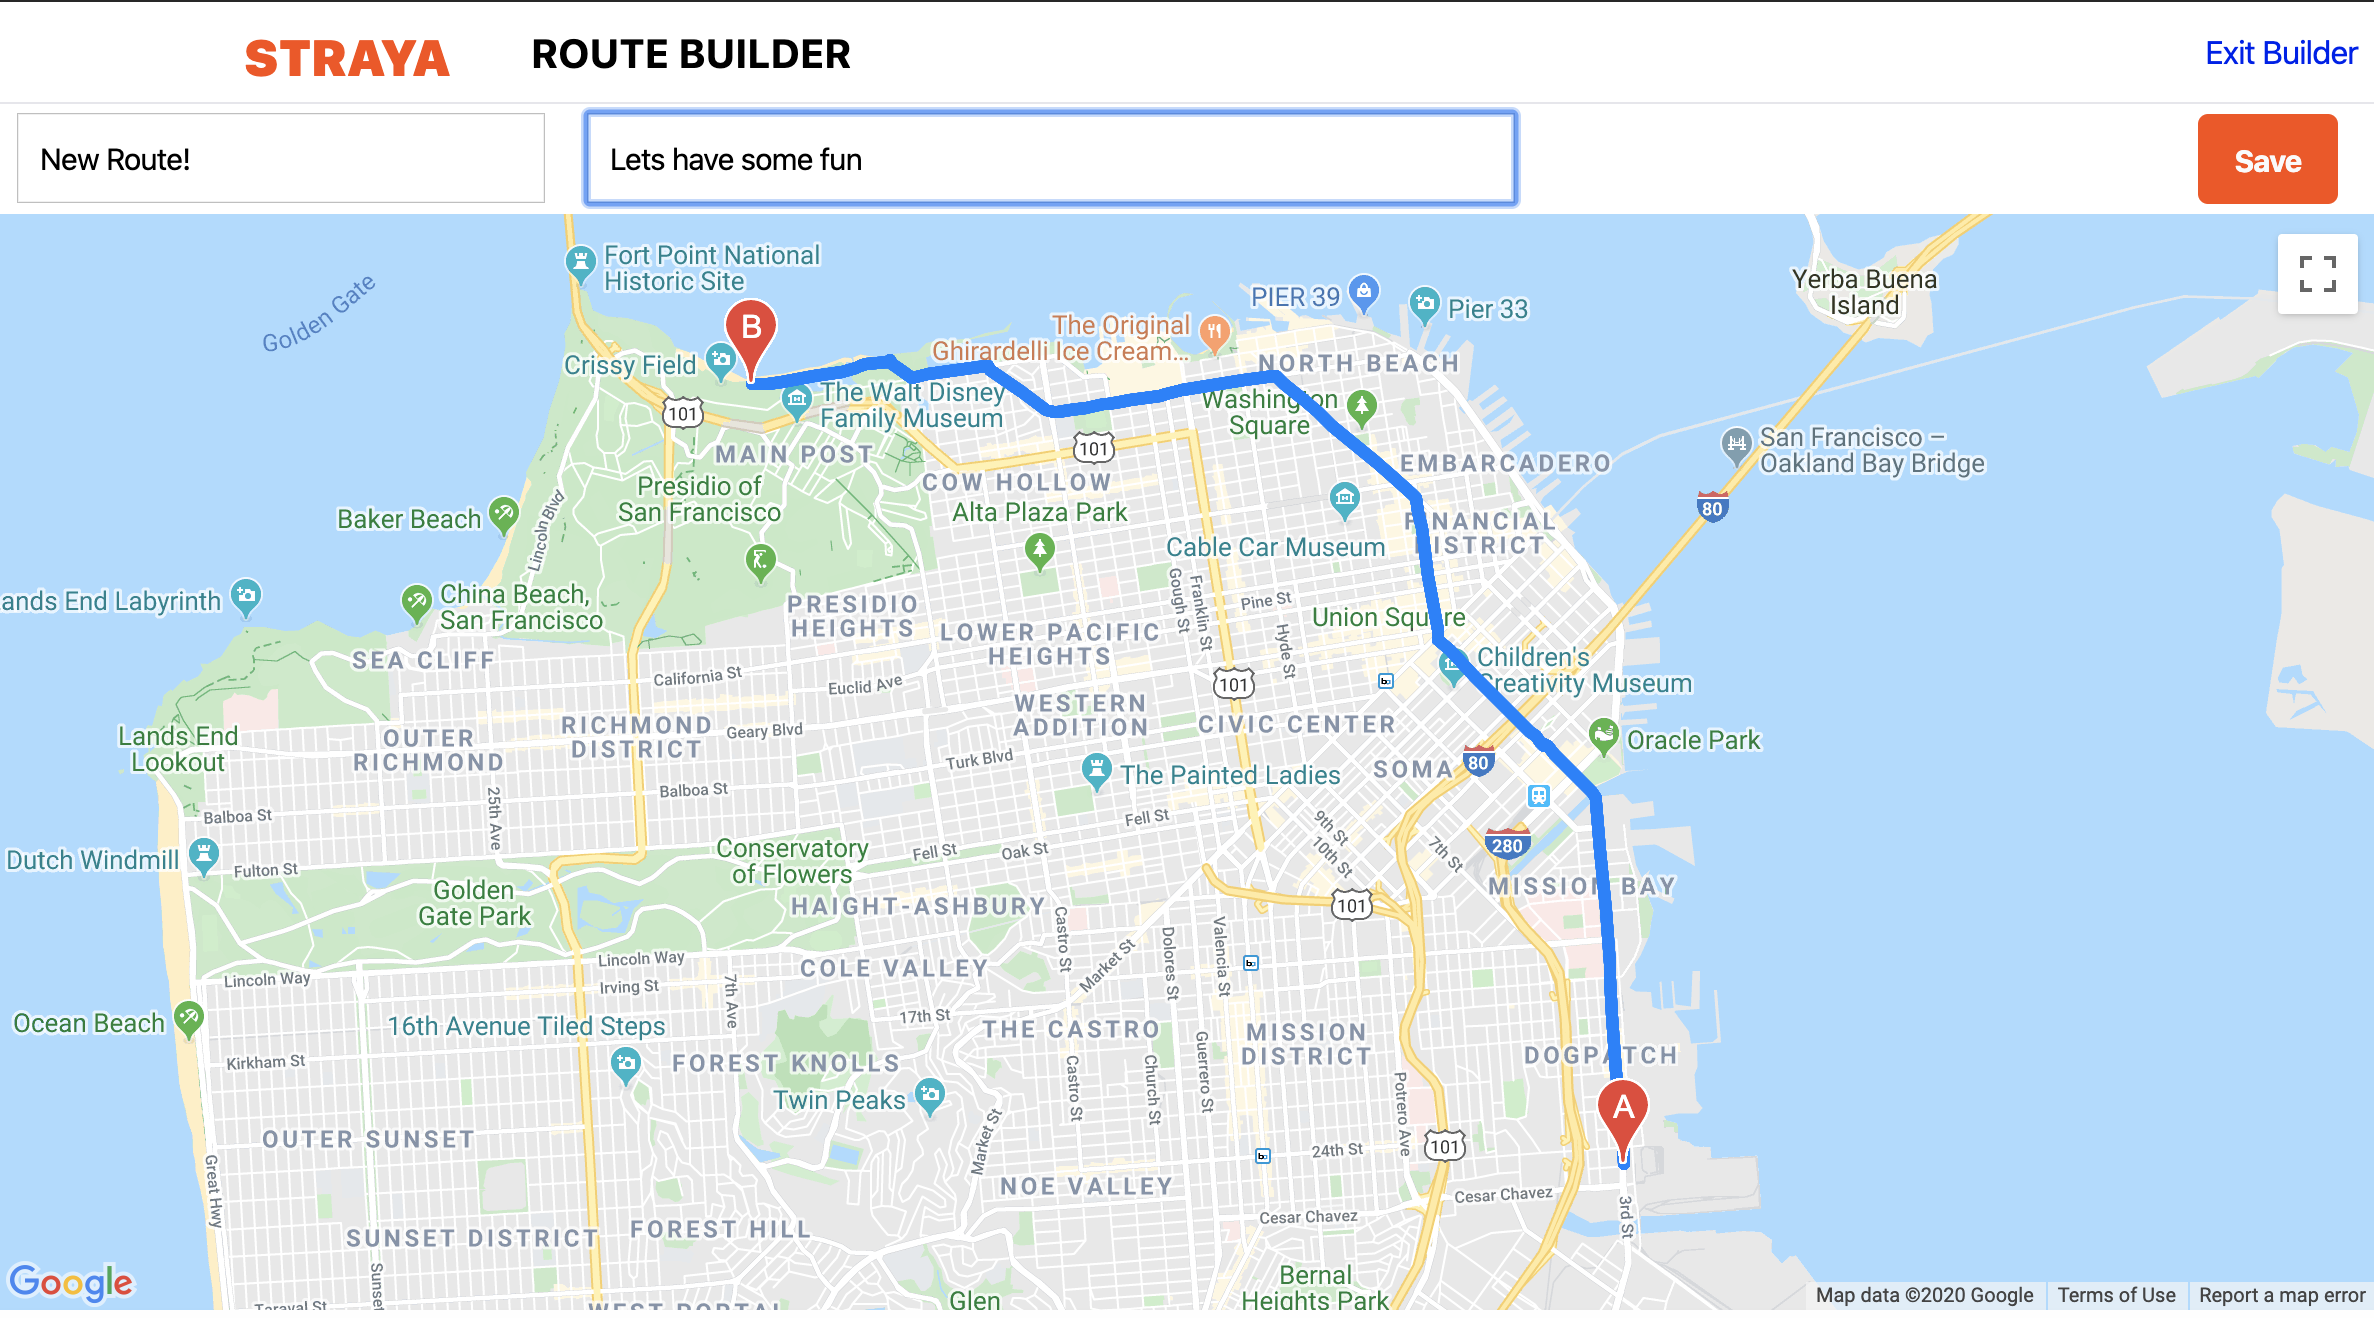 STRAYA
ROUTE BUILDER
Exit Builder
New Route!
Lets have some fun
Save
Golden Gate
Fort Point National
Historic Site
B
PIER 39
Pier 33
Yerba Buena
Island
The Original
Ghirardelli Ice Cream...
Crissy Field
NORTH BEACH
The Walt Disney
Family Museum
101
Washington
Square
101
MAIN POST
San Francisco –
Oakland Bay Bridge
EMBARCADERO
COW HOLLOW
Presidio of
San Francisco
Alta Plaza Park
80
Baker Beach
Lincoln Blvd
FINANCIAL
DISTRICT
Cable Car Museum
Gough St
Franklin St
Pine St
Hyde St
Lands End Labyrinth
China Beach,
San Francisco
PRESIDIO
HEIGHTS
Union Square
LOWER PACIFIC
HEIGHTS
SEA CLIFF
California St
Euclid Ave
101
Children's
Creativity Museum
WESTERN
ADDITION
CIVIC CENTER
RICHMOND
DISTRICT
Geary Blvd
Lands End
Lookout
OUTER
RICHMOND
Oracle Park
Turk Blvd
The Painted Ladies
SOMA
80
Balboa St
25th Ave
Balboa St
Fell St
9th St
10th St
7th St
280
Dutch Windmill
Fulton St
Conservatory
of Flowers
Fell St
Oak St
Golden
Gate Park
MISSION BAY
HAIGHT-ASHBURY
101
Castro St
Market St
Dolores St
Valencia St
Lincoln Way
Lincoln Way
Irving St
7th Ave
COLE VALLEY
Ocean Beach
16th Avenue Tiled Steps
17th St
THE CASTRO
MISSION
DISTRICT
DOGPATCH
Kirkham St
FOREST KNOLLS
Castro St
Church St
Guerrero St
Potrero Ave
Twin Peaks
A
Market St
OUTER SUNSET
24th St
101
Great Hwy
NOE VALLEY
Cesar Chavez
Cesar Chavez
3rd St
SUNSET DISTRICT
FOREST HILL
Sunset
Google
Taraval St
WEST PORTAL
Glen
Bernal
Heights Park
Map data ©2020 Google
Terms of Use
Report a map error